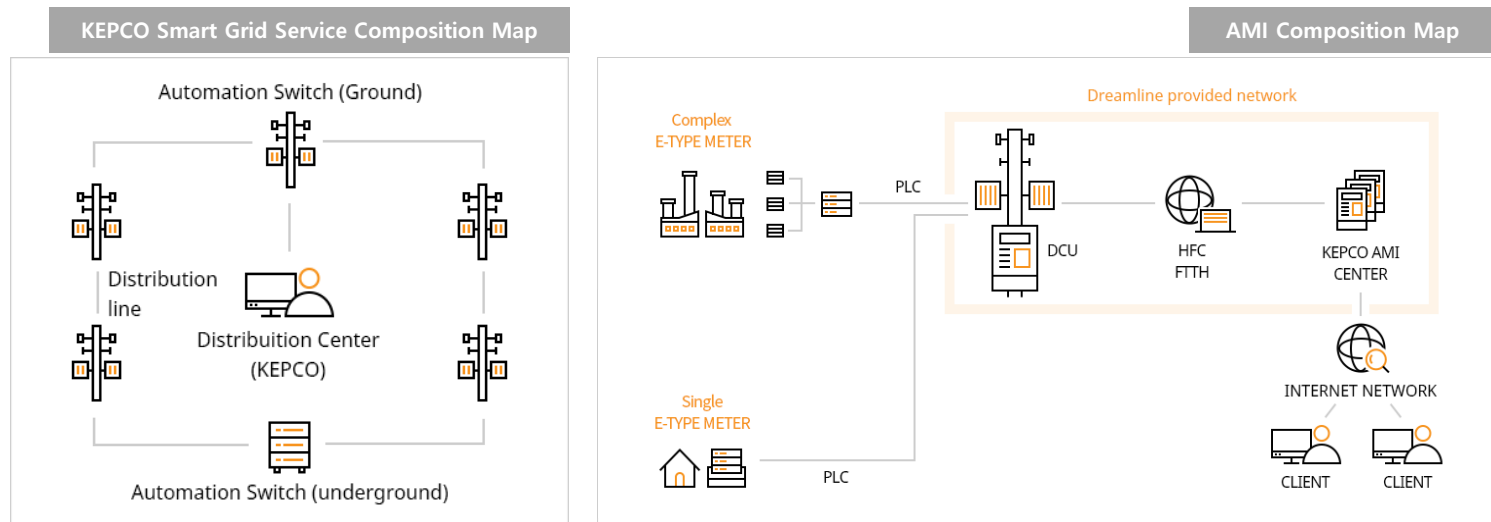 KEPCO Smart Grid Service Composition Map
Automation Switch (Ground)
Distribution
line
Distribuition Center
(KEPCO)
Automation Switch (underground)
AMI Composition Map
Dreamline provided network
Complex
E-TYPE METER
PLC
DCU
HFC
FTTH
KEPCO AMI
CENTER
INTERNET NETWORK
Single
E-TYPE METER
PLC
CLIENT
CLIENT